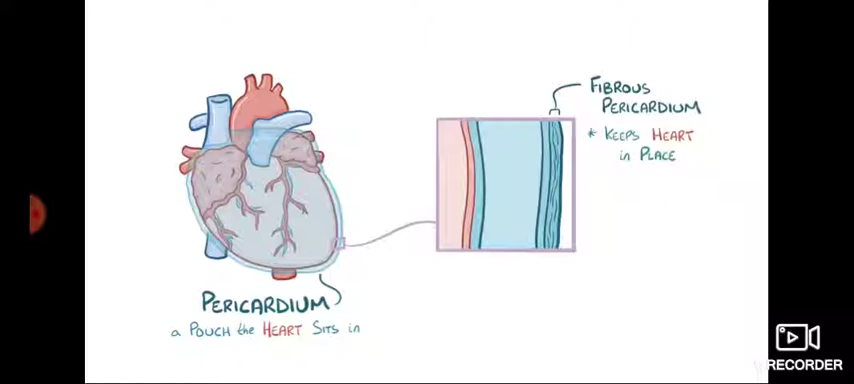 FIBROUS
PERICARDIUM
* KEEPS HEART
in PLACE
PERICARDIUM
a POUCH the HEART SITS in
RECORDER